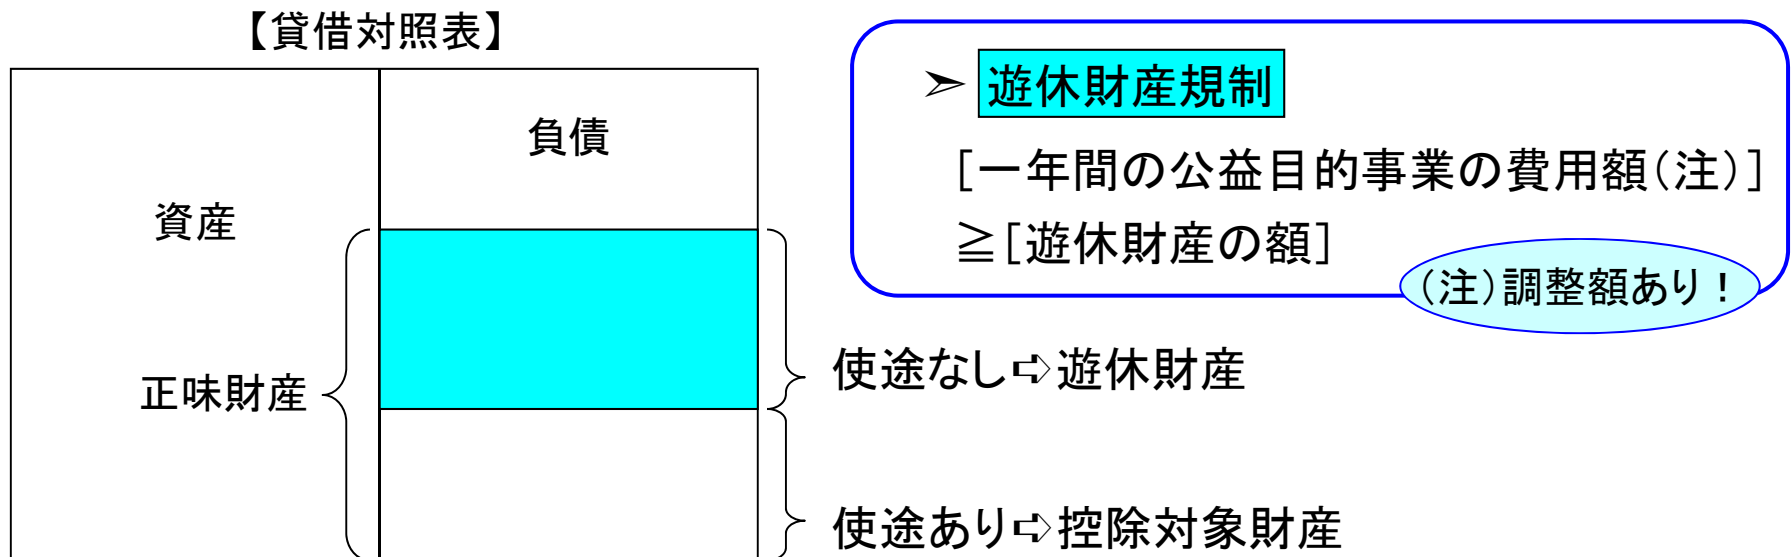 【貸借対照表】
負債
資産
正味財産
➢ 遊休財産規制
[一年間の公益目的事業の費用額(注)]
≧[遊休財産の額]
(注)調整額あり！
使途なし➪遊休財産
使途あり➪控除対象財産